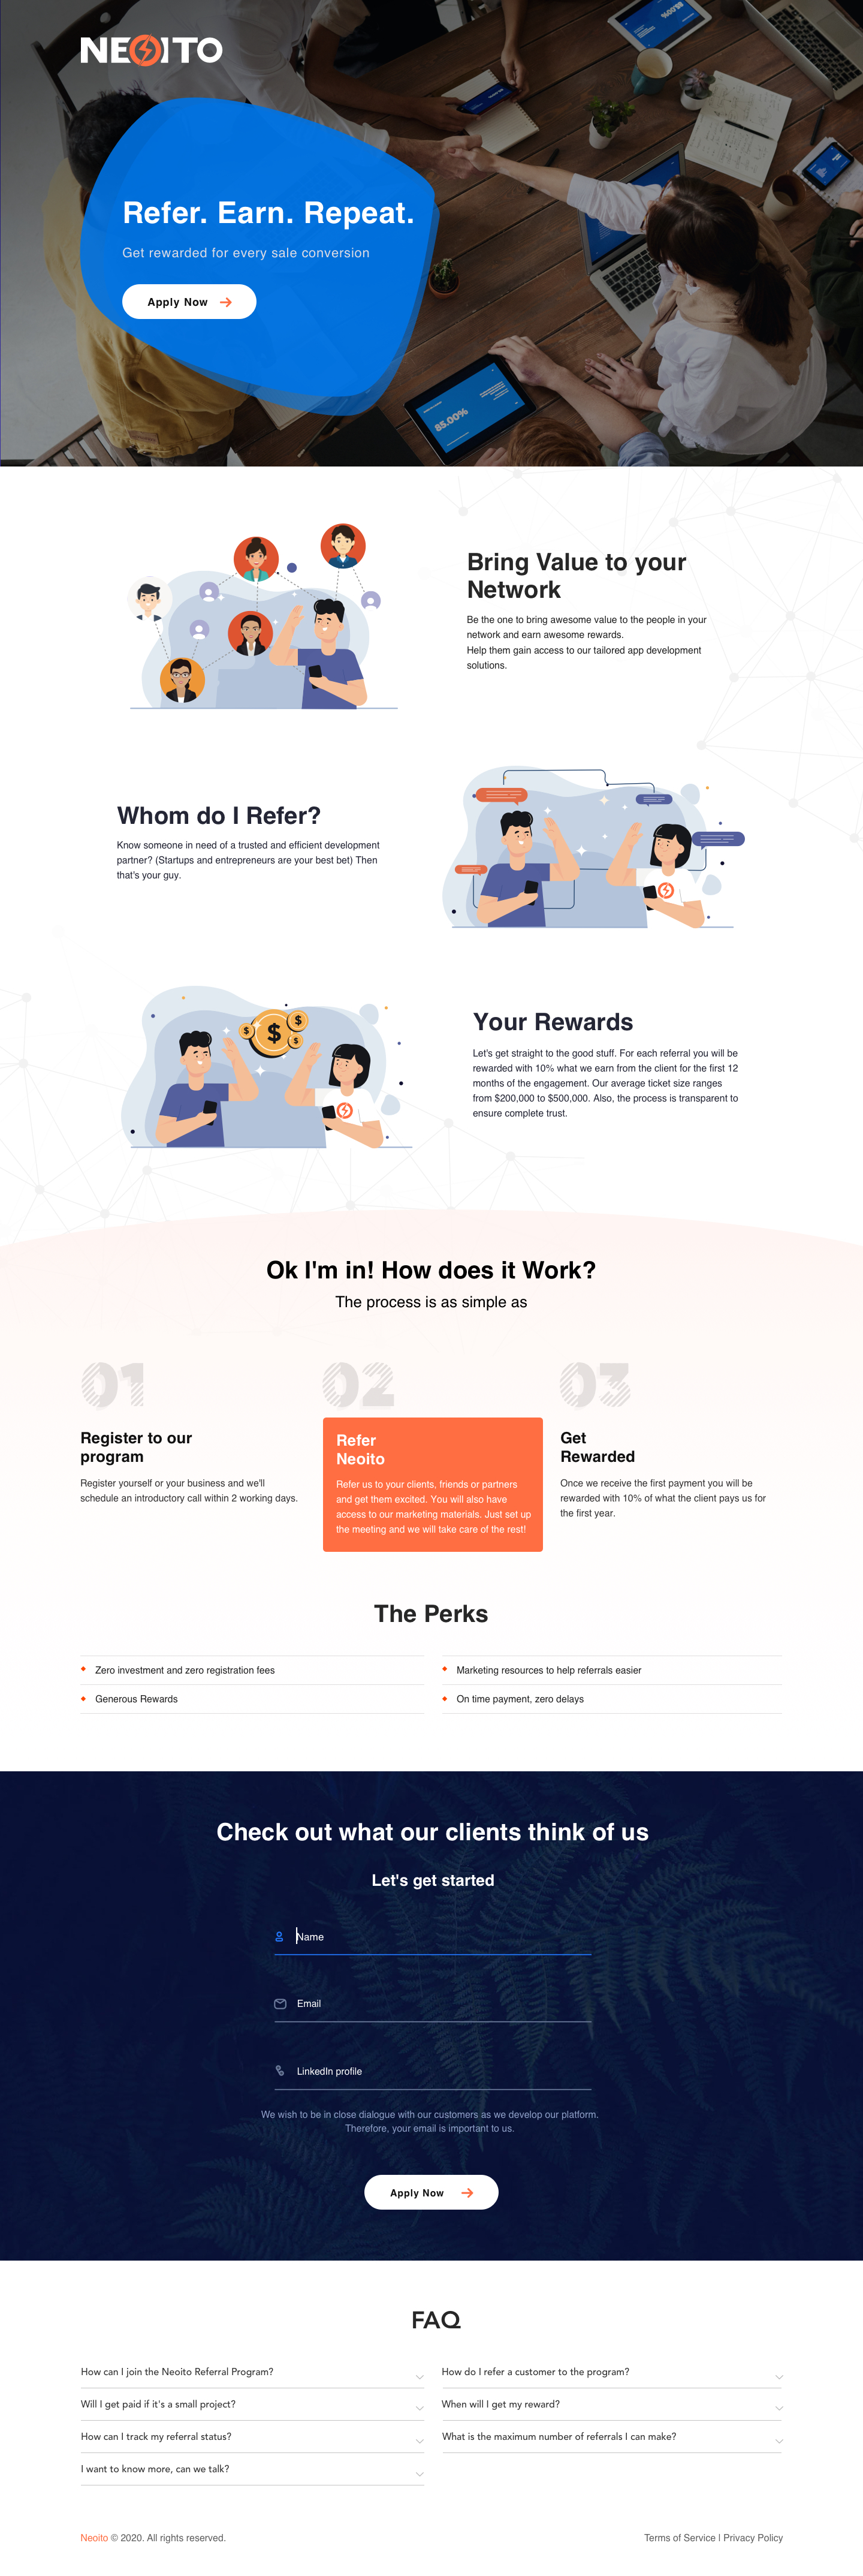 NEOITO
Refer. Earn. Repeat.
Get rewarded for every sale conversion
Apply Now
85.00%
Bring Value to your
Network
Be the one to bring awesome value to the people in your
network and earn awesome rewards.
Help them gain access to our tailored app development
solutions.
Whom do I Refer?
Know someone in need of a trusted and efficient development
partner? (Startups and entrepreneurs are your best bet) Then
that's your guy.
Your Rewards
Let's get straight to the good stuff. For each referral you will be
rewarded with 10% what we earn from the client for the first 12
months of the engagement. Our average ticket size ranges
from $200,000 to $500,000. Also, the process is transparent to
ensure complete trust.
$
$
$
$
Ok I'm in! How does it Work?
The process is as simple as
01
Register to our
program
Register yourself or your business and we'll
schedule an introductory call within 2 working days.
02
Refer
Neoito
Refer us to your clients, friends or partners
and get them excited. You will also have
access to our marketing materials. Just set up
the meeting and we will take care of the rest!
03
Get
Rewarded
Once we receive the first payment you will be
rewarded with 10% of what the client pays us for
the first year.
The Perks
Zero investment and zero registration fees
Marketing resources to help referrals easier
Generous Rewards
On time payment, zero delays
Check out what our clients think of us
Let's get started
Name
Email
LinkedIn profile
We wish to be in close dialogue with our customers as we develop our platform.
Therefore, your email is important to us.
Apply Now
FAQ
How can I join the Neoito Referral Program?
How do I refer a customer to the program?
Will I get paid if it's a small project?
When will I get my reward?
How can I track my referral status?
What is the maximum number of referrals I can make?
I want to know more, can we talk?
Neoito © 2020. All rights reserved.
Terms of Service | Privacy Policy